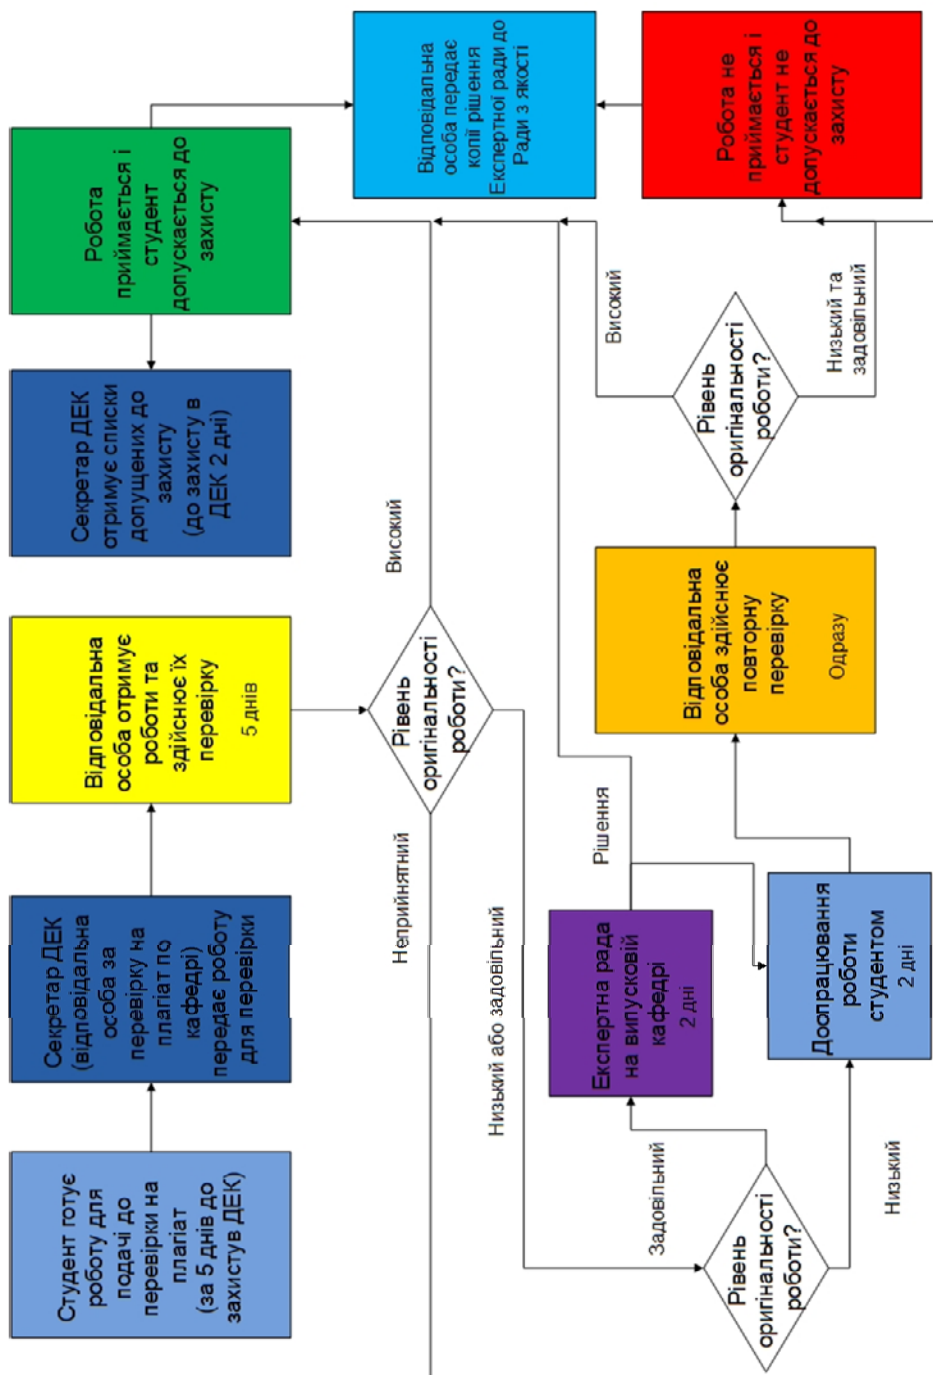 Студент готує
роботу для
подачі до
перевірки на
плагіат
(за 5 днів до
захистув ДЕК)
Секретар ДЕК
(відповідальна
особа за
перевірку на
плагіат по
кафедрі)
передає роботу
для перевірки
Відповідальна
особа отримує
роботи та
здійснює їх
перевірку
5 днів
Секретар ДЕК
отримує списки
допущених до
захисту
(до захисту в
ДЕК 2 дні)
Робота
приймається і
студент
допускається до
захисту
Неприйнятний
Рівень
оригінальності
роботи?
Високий
Відповідальна
особа передає
копії рішення
Експертної ради до
Ради з якості
Низький або задовільний
Задовільний
Рівень
оригінальності
роботи?
Низький
Експертна рада
на випусковій
кафедрі
2 дні
Рішення
Доопрацювання
роботи
студентом
2 дні
Відповідальна
особа здійснює
повторну
перевірку
Одразу
Високий
Рівень
оригінальності
роботи?
Низький та
задовільний
Робота не
приймається і
студент не
допускається до
захисту